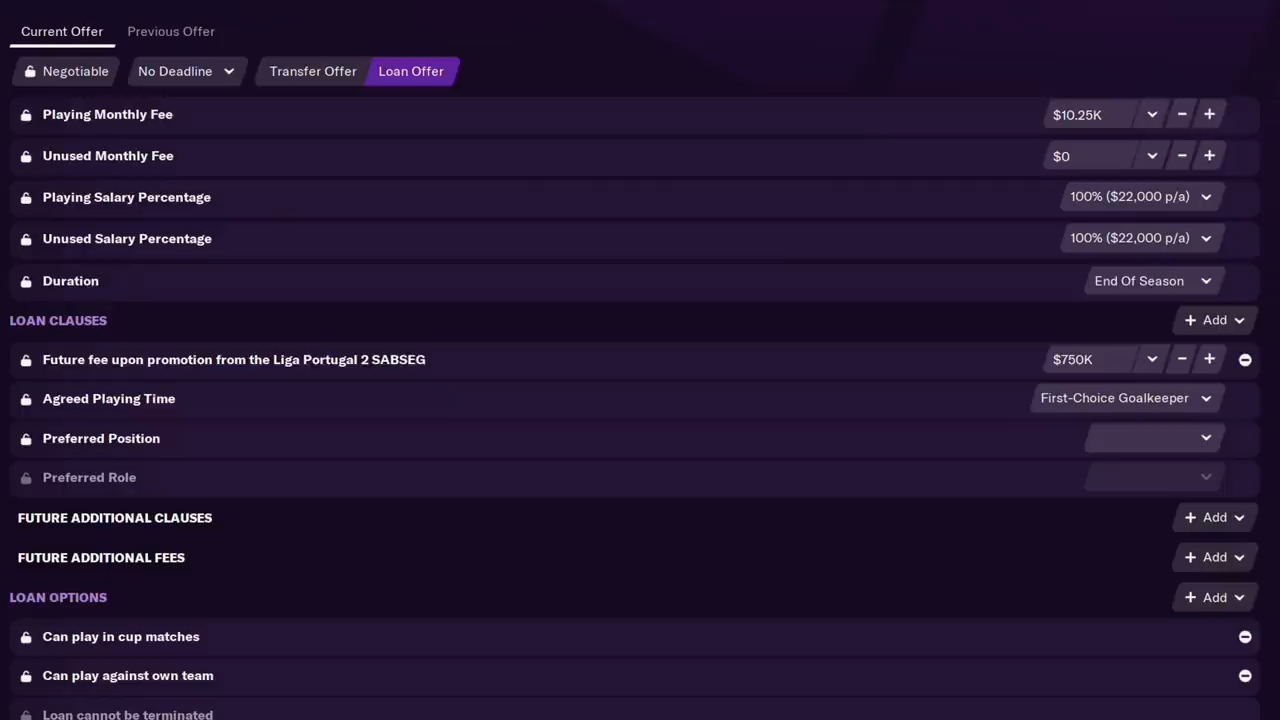 Current Offer Previous Offer
Negotiable No Deadline Transfer Offer Loan Offer
Playing Monthly Fee $10.25K
Unused Monthly Fee $0
Playing Salary Percentage 100% ($22,000 p/a)
Unused Salary Percentage 100% ($22,000 p/a)
Duration End Of Season
LOAN CLAUSES + Add
Future fee upon promotion from the Liga Portugal 2 SABSEG $750K
Agreed Playing Time First-Choice Goalkeeper
Preferred Position
Preferred Role
FUTURE ADDITIONAL CLAUSES + Add
FUTURE ADDITIONAL FEES + Add
LOAN OPTIONS + Add
Can play in cup matches
Can play against own team
Loan cannot be terminated